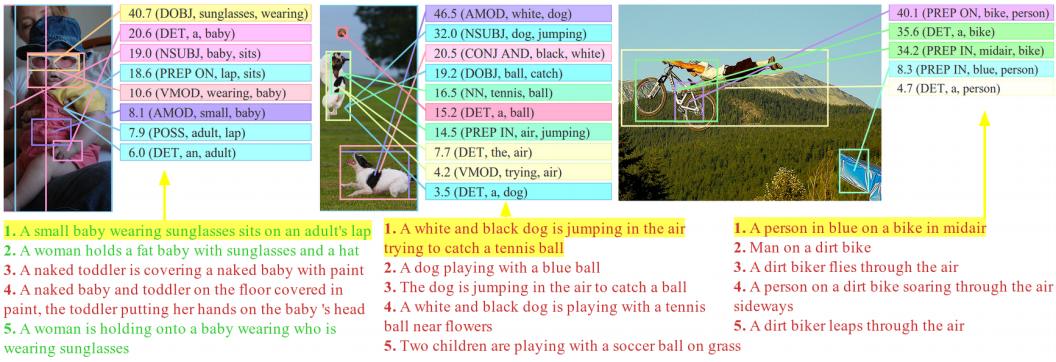 40.7 (DOBJ, sunglasses, wearing)
20.6 (DET, a, baby)
19.0 (NSUBJ, baby, sits)
18.6 (PREP ON, lap, sits)
10.6 (VMOD, wearing, baby)
8.1 (AMOD, small, baby)
7.9 (POSS, adult, lap)
6.0 (DET, an, adult)
1. A small baby wearing sunglasses sits on an adult's lap
2. A woman holds a fat baby with sunglasses and a hat
3. A naked toddler is covering a naked baby with paint
4. A naked baby and toddler on the floor covered in
paint, the toddler putting her hands on the baby 's head
5. A woman is holding onto a baby wearing who is
wearing sunglasses
46.5 (AMOD, white, dog)
32.0 (NSUBJ, dog, jumping)
20.5 (CONJ AND, black, white)
19.2 (DOBJ, ball, catch)
16.5 (NN, tennis, ball)
15.2 (DET, a, ball)
14.5 (PREP IN, air, jumping)
7.7 (DET, the, air)
4.2 (VMOD, trying, air)
3.5 (DET, a, dog)
1. A white and black dog is jumping in the air
trying to catch a tennis ball
2. A dog playing with a blue ball
3. The dog is jumping in the air to catch a ball
4. A white and black dog is playing with a tennis
ball near flowers
5. Two children are playing with a soccer ball on grass
40.1 (PREP ON, bike, person)
35.6 (DET, a, bike)
34.2 (PREP IN, midair, bike)
8.3 (PREP IN, blue, person)
4.7 (DET, a, person)
1. A person in blue on a bike in midair
2. Man on a dirt bike
3. A dirt biker flies through the air
4. A person on a dirt bike soaring through the air
sideways
5. A dirt biker leaps through the air